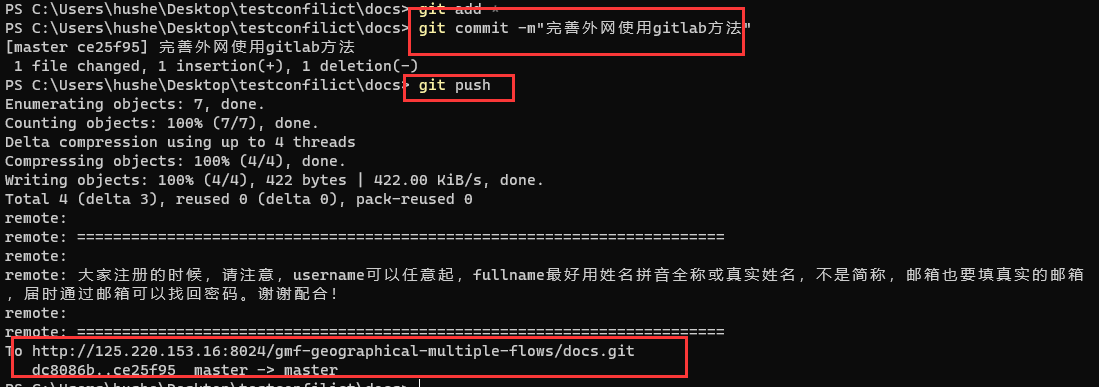 PS C:\Users\hushe\Desktop\testconfilict\docs> git add *
PS C:\Users\hushe\Desktop\testconfilict\docs> git commit -m"完善外网使用gitlab方法"
[master ce25f95] 完善外网使用gitlab方法
 1 file changed, 1 insertion(+), 1 deletion(-)
PS C:\Users\hushe\Desktop\testconfilict\docs> git push
Enumerating objects: 7, done.
Counting objects: 100% (7/7), done.
Delta compression using up to 4 threads
Compressing objects: 100% (4/4), done.
Writing objects: 100% (4/4), 422 bytes | 422.00 KiB/s, done.
Total 4 (delta 3), reused 0 (delta 0), pack-reused 0
remote:
remote: ========================================================================
remote:
remote: 大家注册的时候，请注意，username可以任意起，fullname最好用姓名拼音全称或真实姓名，不是简称，邮箱也要填真实的邮箱
，届时通过邮箱可以找回密码。谢谢配合！
remote:
remote: ========================================================================
To http://125.220.153.16:8024/gmf-geographical-multiple-flows/docs.git
   dc8086b..ce25f95  master -> master
PS C:\Users\hushe\Desktop\testconfilict\docs>